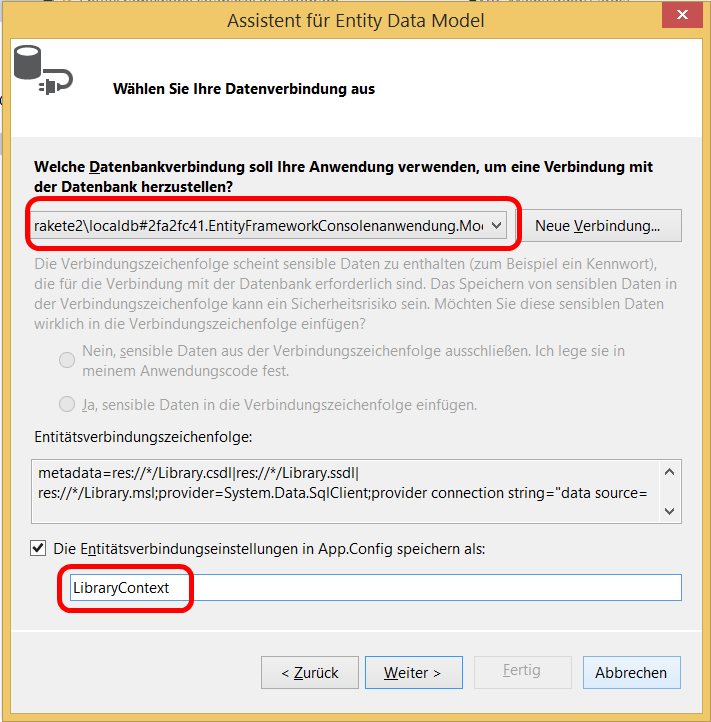 Assistent für Entity Data Model
Wählen Sie Ihre Datenverbindung aus
Welche Datenbankverbindung soll Ihre Anwendung verwenden, um eine Verbindung mit
der Datenbank herzustellen?
rakete2\localdb#2fa2fc41.EntityFrameworkConsolenanwendung.Moc
Neue Verbindung...
Die Verbindungszeichenfolge scheint sensible Daten zu enthalten (zum Beispiel ein Kennwort),
die für die Verbindung mit der Datenbank erforderlich sind. Das Speichern von sensiblen Daten in
der Verbindungszeichenfolge kann ein Sicherheitsrisiko sein. Möchten Sie diese sensiblen Daten
wirklich in die Verbindungszeichenfolge einfügen?
Nein, sensible Daten aus der Verbindungszeichenfolge ausschließen. Ich lege sie in
meinem Anwendungscode fest.
Ja, sensible Daten in die Verbindungszeichenfolge einfügen.
Entitätsverbindungszeichenfolge:
metadata=res://*/Library.csdl|res://*/Library.ssdl|
res://*/Library.msl;provider=System.Data.SqlClient;provider connection string="data source=
Die Entitätsverbindungseinstellungen in App.Config speichern als:
LibraryContext
< Zurück
Weiter >
Fertig
Abbrechen